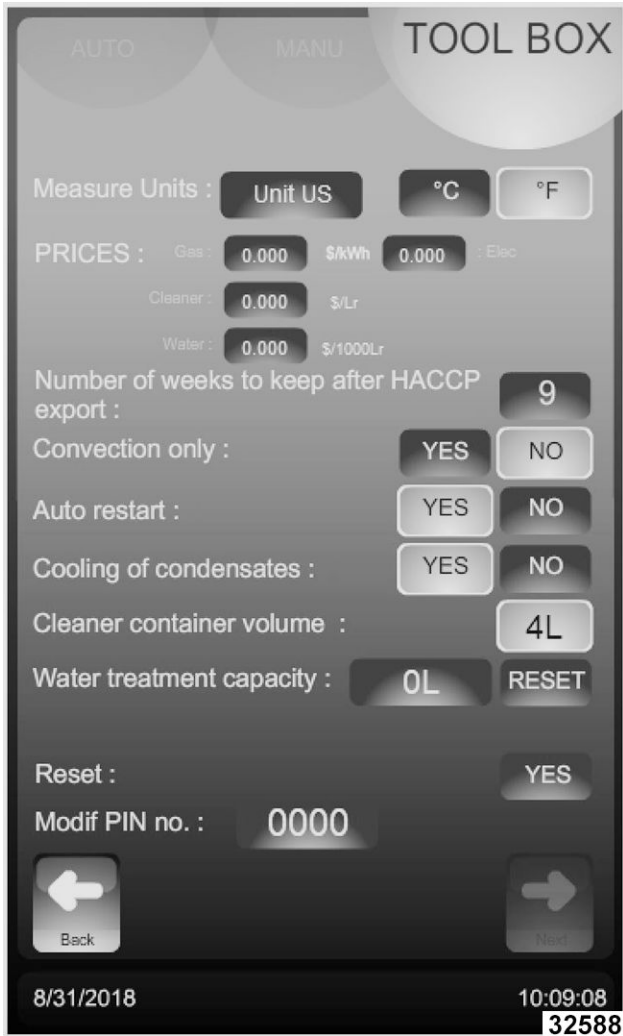 AUTO MANU TOOL BOX
Measure Units : Unit US °C °F
PRICES : Gas : 0.000 $/kWh 0.000 : Elec
Cleaner : 0.000 $/Lr
Water : 0.000 $/1000Lr
Number of weeks to keep after HACCP
export : 9
Convection only : YES NO
Auto restart : YES NO
Cooling of condensates : YES NO
Cleaner container volume : 4L
Water treatment capacity : 0L RESET
Reset : YES
Modif PIN no. : 0000
Back Next
8/31/2018 10:09:08
32588